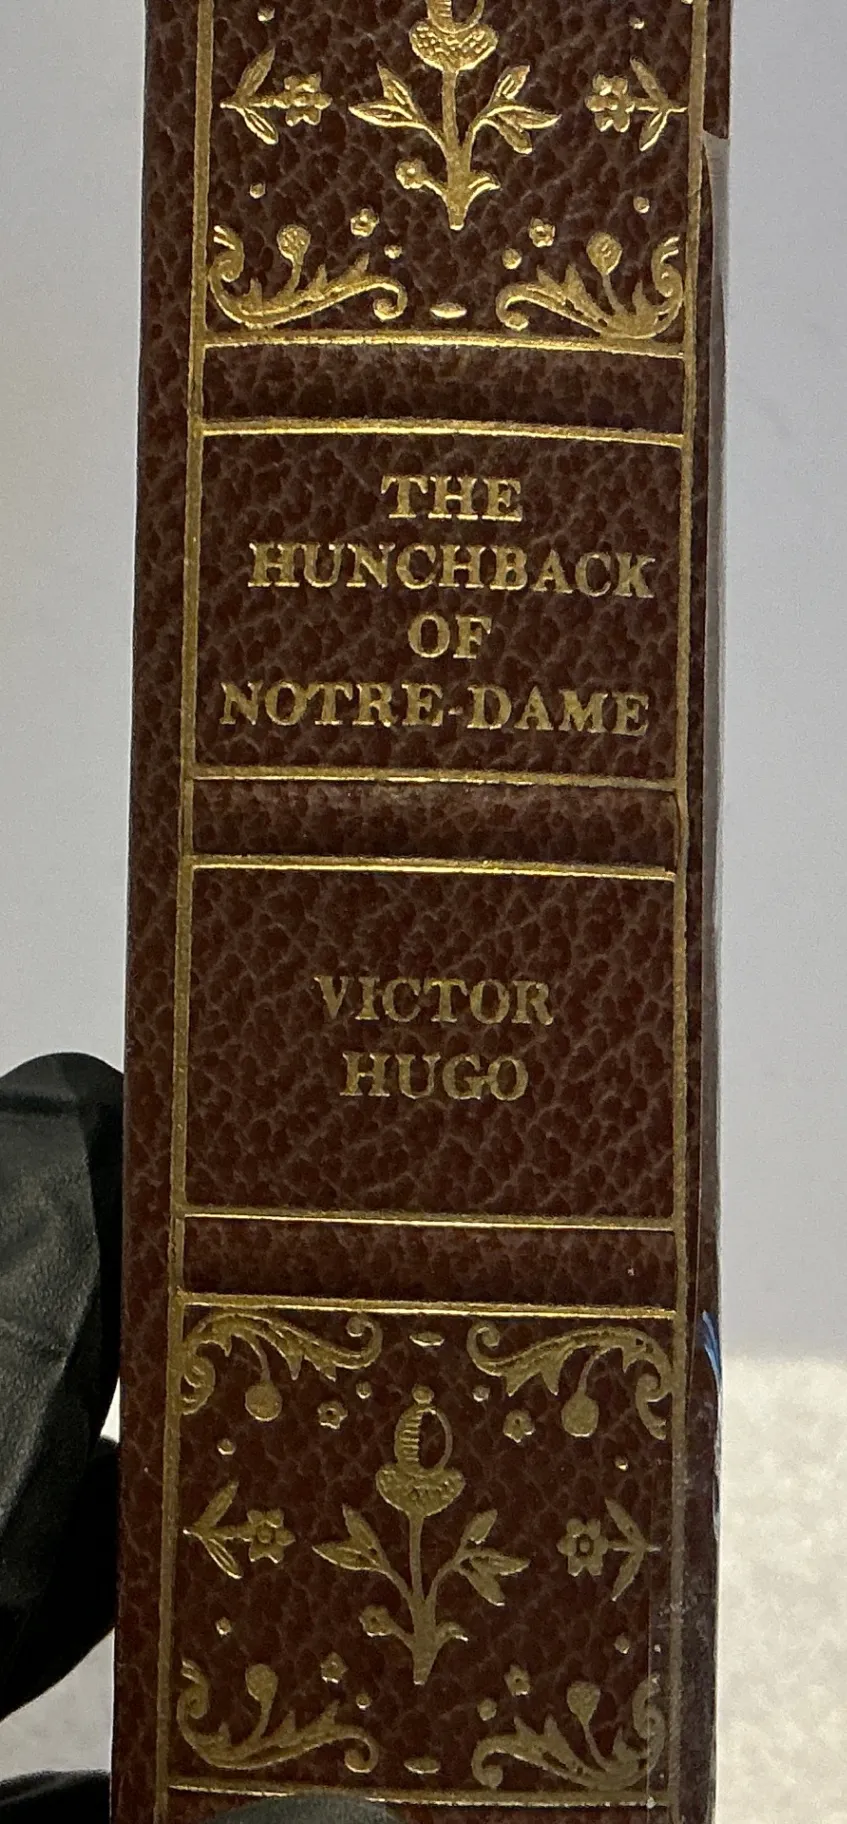 THE
HUNCHBACK
OF
NOTRE-DAME
VICTOR
HUGO